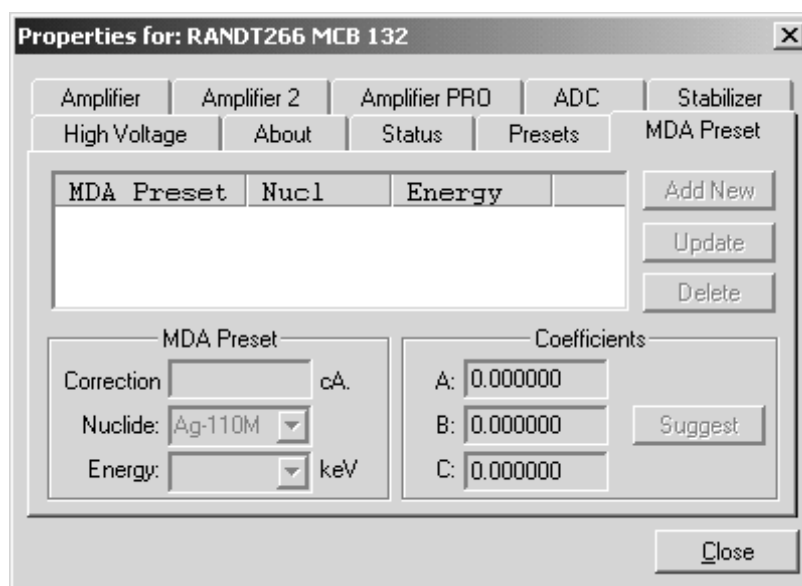 Properties for: RANDT266 MCB 132
Amplifier Amplifier 2 Amplifier PRO ADC Stabilizer
High Voltage About Status Presets MDA Preset
MDA Preset Nucl Energy
Add New
Update
Delete
MDA Preset
Correction cA.
Nuclide: Ag-110M
Energy: keV
Coefficients
A: 0.000000
B: 0.000000
C: 0.000000
Suggest
Close